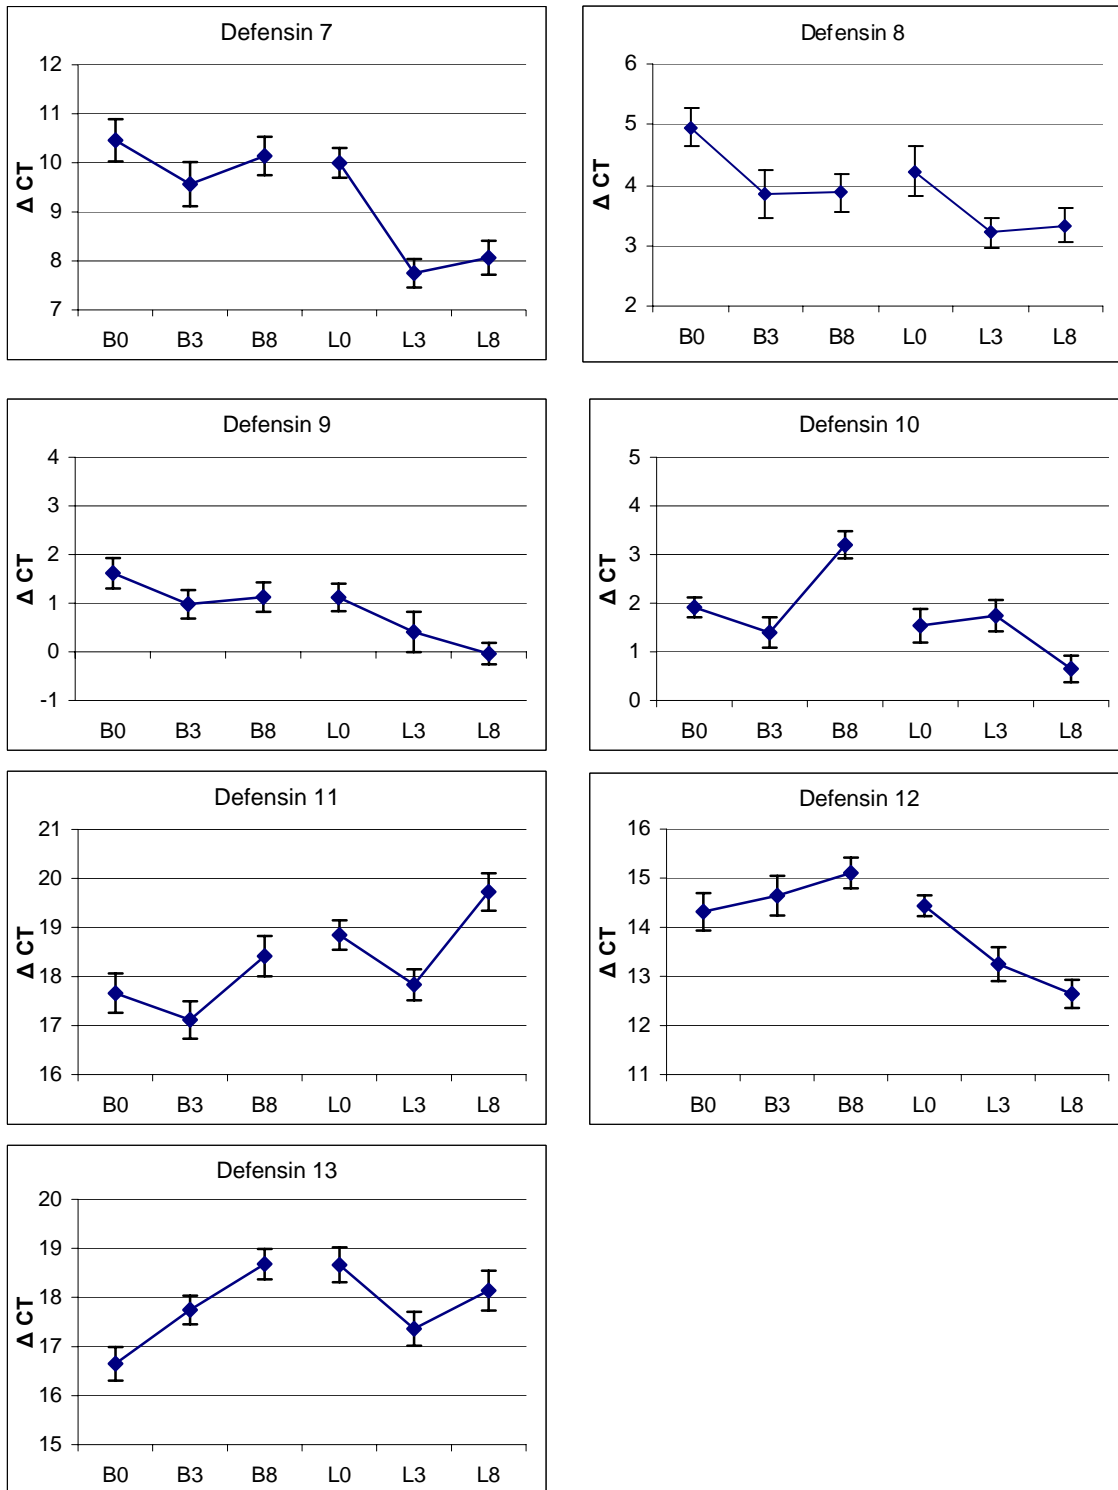 Defensin 7
12
11
10
9
8
7
Δ CT
B0 B3 B8 L0 L3 L8
Defensin 8
6
5
4
3
2
Δ CT
B0 B3 B8 L0 L3 L8
Defensin 9
4
3
2
1
0
-1
Δ CT
B0 B3 B8 L0 L3 L8
Defensin 10
5
4
3
2
1
0
Δ CT
B0 B3 B8 L0 L3 L8
Defensin 11
21
20
19
18
17
16
Δ CT
B0 B3 B8 L0 L3 L8
Defensin 12
16
15
14
13
12
11
Δ CT
B0 B3 B8 L0 L3 L8
Defensin 13
20
19
18
17
16
15
Δ CT
B0 B3 B8 L0 L3 L8